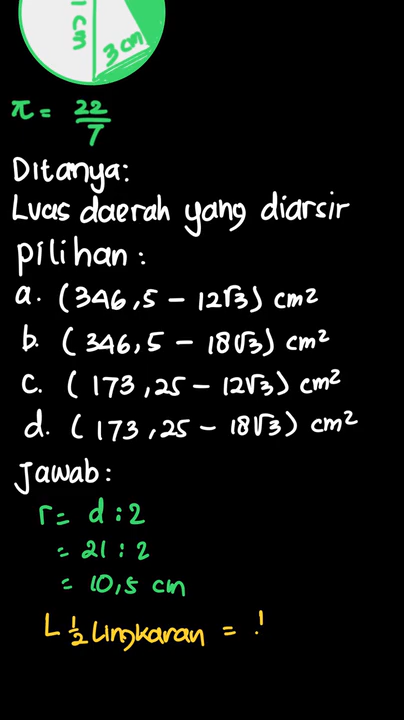 1 cm
3 cm
π = 22/7
Ditanya:
Luas daerah yang diarsir
pilihan:
a. (346,5 - 12√3) cm²
b. (346,5 - 18√3) cm²
c. (173,25 - 12√3) cm²
d. (173,25 - 18√3) cm²
Jawab:
r = d : 2
= 21 : 2
= 10,5 cm
L ½ lingkaran =